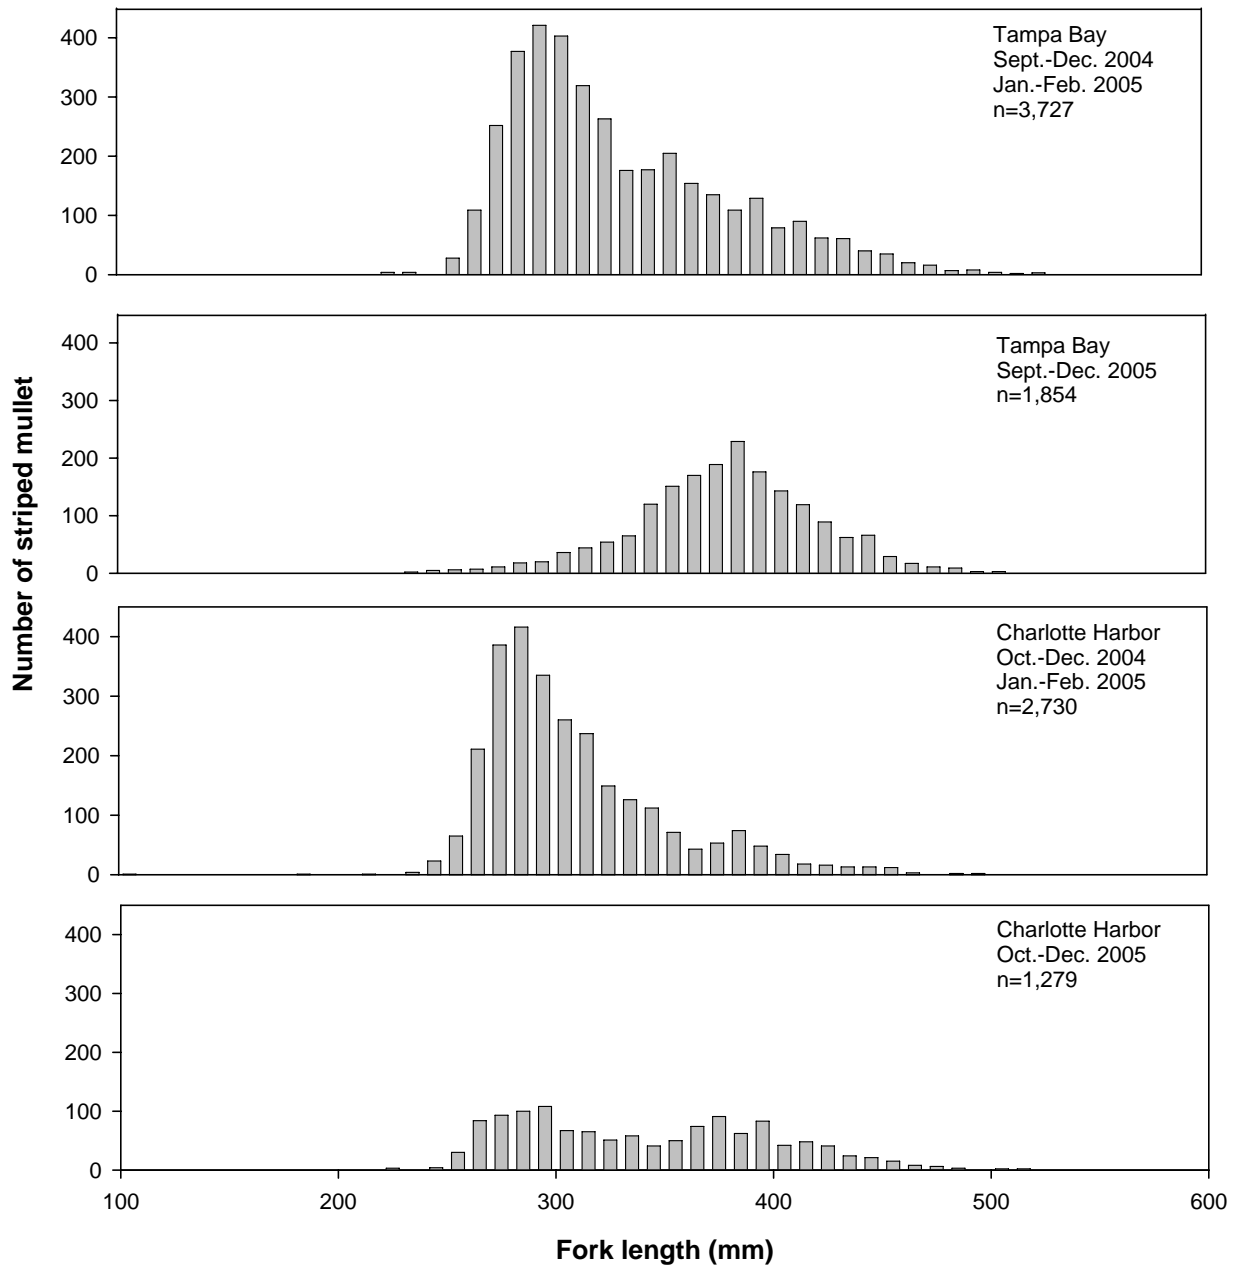 400
300
200
100
0
Tampa Bay
Sept.-Dec. 2004
Jan.-Feb. 2005
n=3,727
400
300
200
100
0
Tampa Bay
Sept.-Dec. 2005
n=1,854
Number of striped mullet
400
300
200
100
0
Charlotte Harbor
Oct.-Dec. 2004
Jan.-Feb. 2005
n=2,730
400
300
200
100
0
Charlotte Harbor
Oct.-Dec. 2005
n=1,279
100 200 300 400 500 600
Fork length (mm)